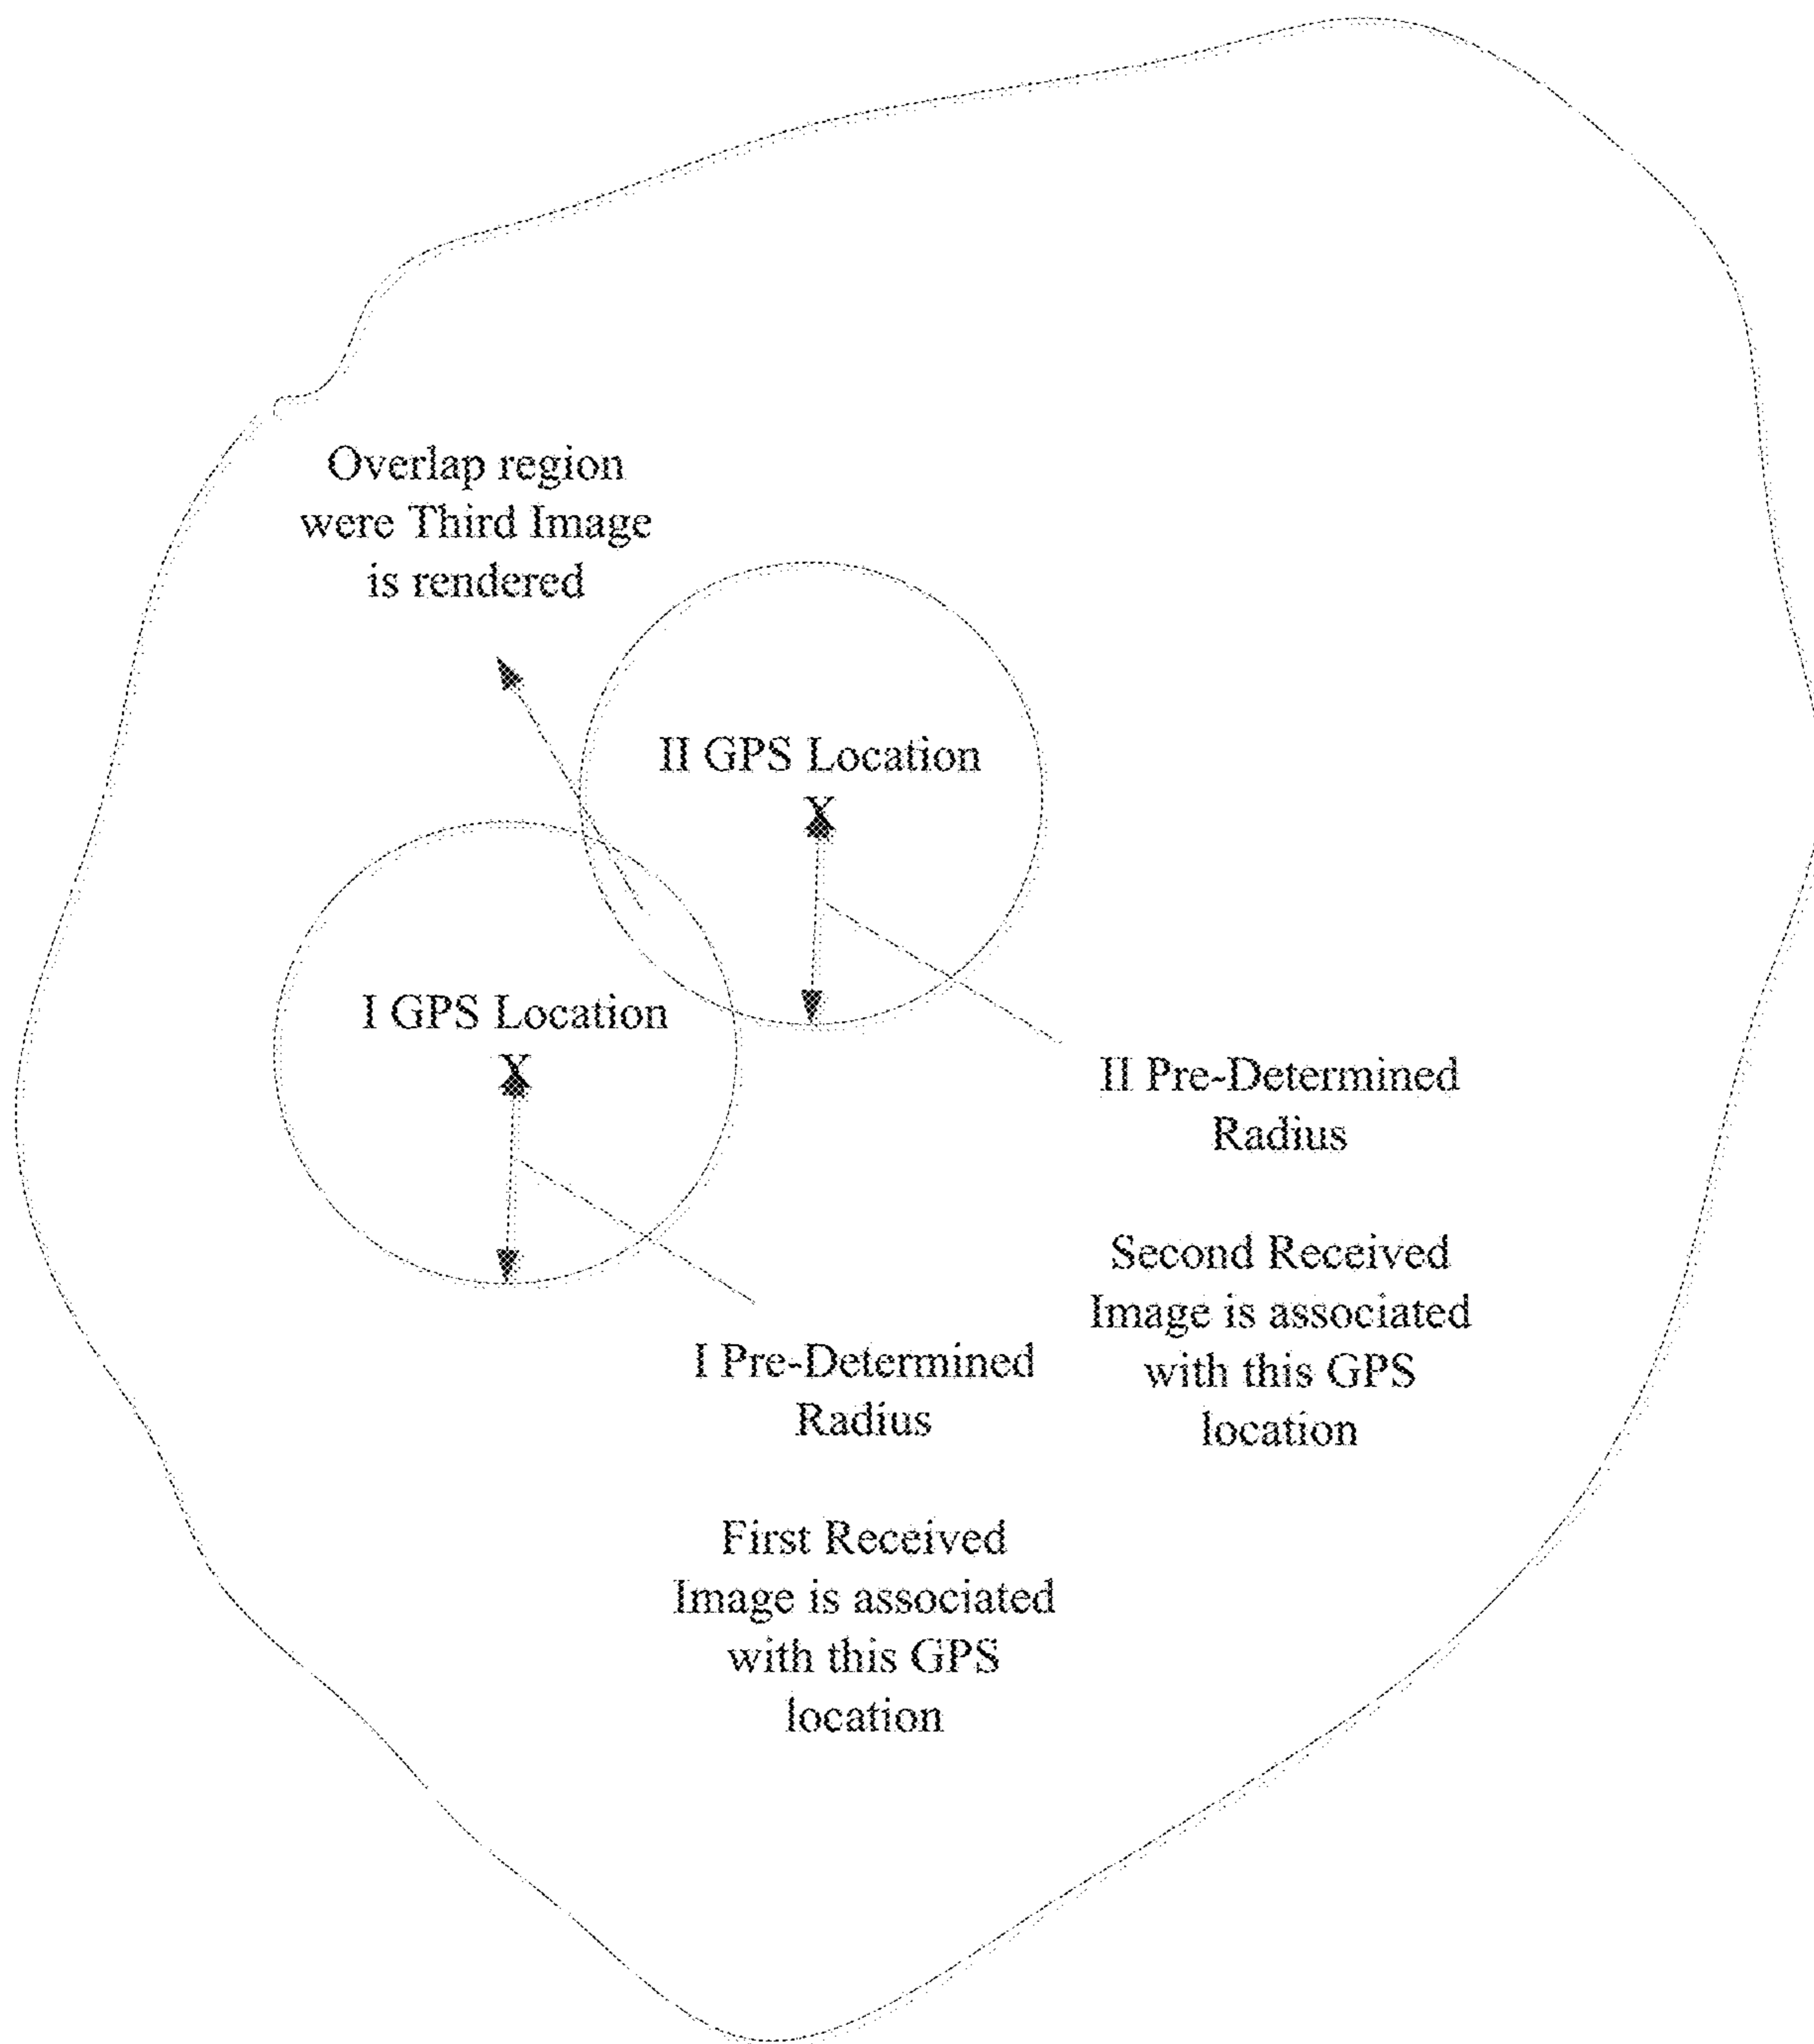 Overlap region
were Third Image
is rendered
II GPS Location
X
I GPS Location
X
II Pre-Determined
Radius
Second Received
Image is associated
with this GPS
location
I Pre-Determined
Radius
First Received
Image is associated
with this GPS
location